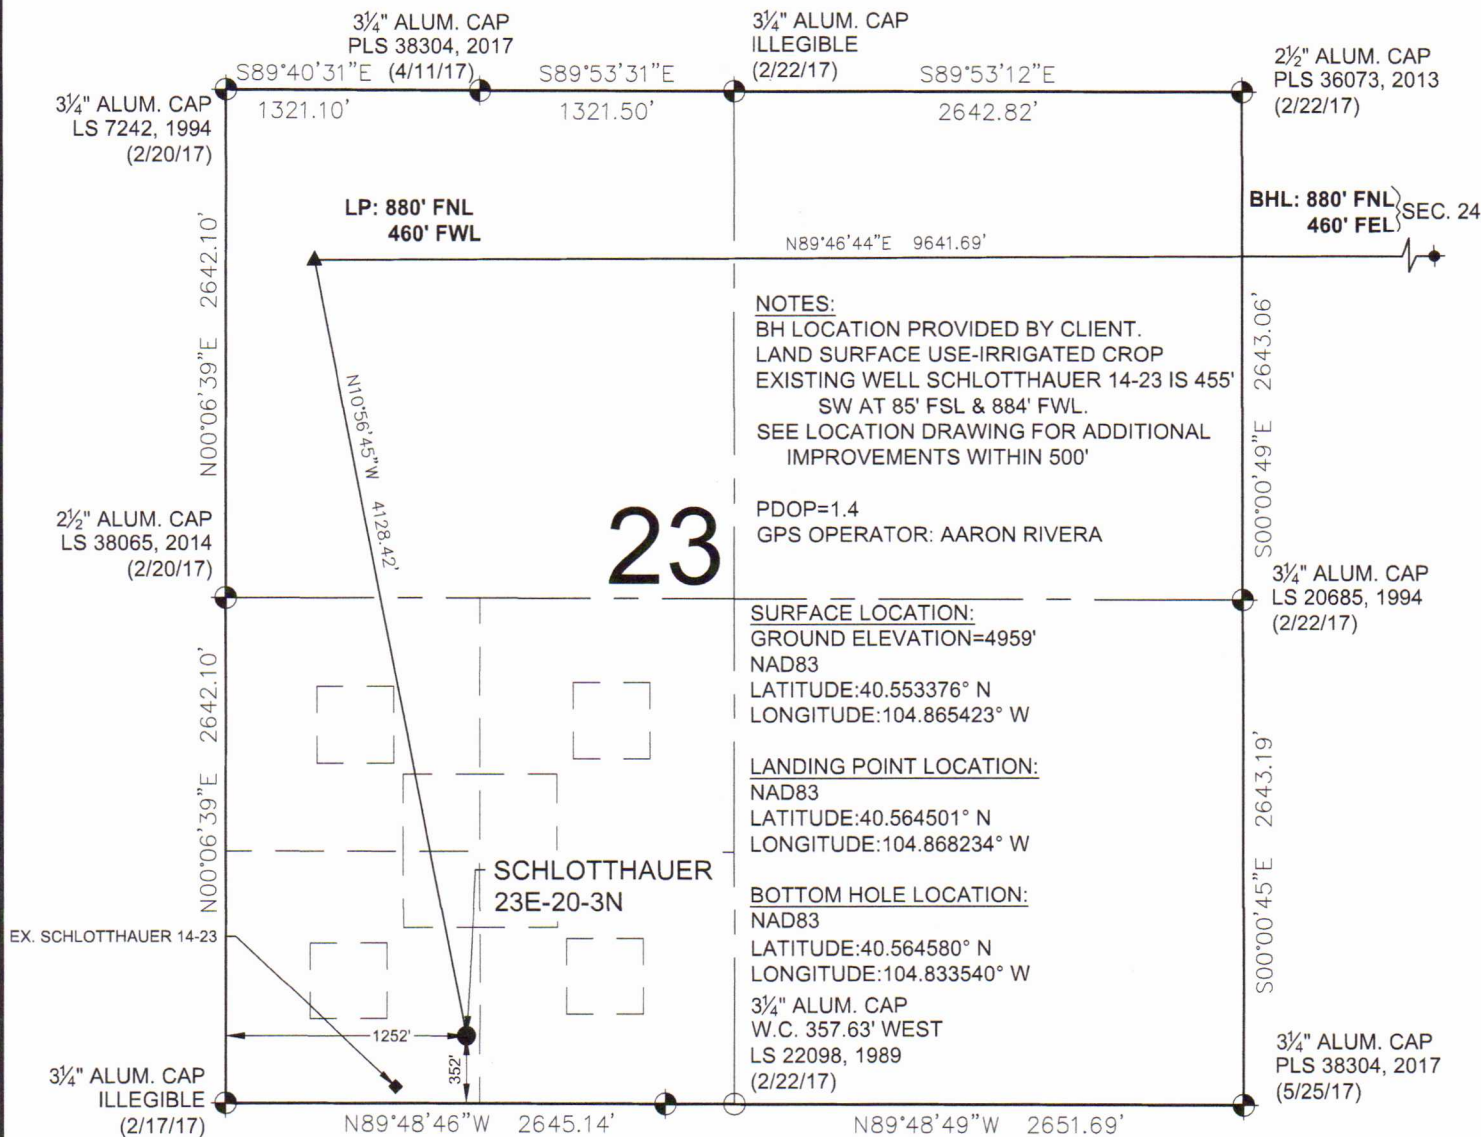 3¼" ALUM. CAP
PLS 38304, 2017
(4/11/17)
3¼" ALUM. CAP
ILLEGIBLE
(2/22/17)
2½" ALUM. CAP
PLS 36073, 2013
(2/22/17)
S89°40'31"E
S89°53'31"E
S89°53'12"E
1321.10'
1321.50'
2642.82'
3¼" ALUM. CAP
LS 7242, 1994
(2/20/17)
LP: 880' FNL
460' FWL
BHL: 880' FNL
460' FEL
SEC. 24
N89°46'44"E 9641.69'
N00°06'39"E 2642.10'
N10°56'45"W 4128.42'
NOTES:
BH LOCATION PROVIDED BY CLIENT.
LAND SURFACE USE-IRRIGATED CROP
EXISTING WELL SCHLOTTHAUER 14-23 IS 455'
SW AT 85' FSL & 884' FWL.
SEE LOCATION DRAWING FOR ADDITIONAL
IMPROVEMENTS WITHIN 500'
PDOP=1.4
GPS OPERATOR: AARON RIVERA
S00°00'49"E 2643.06'
2½" ALUM. CAP
LS 38065, 2014
(2/20/17)
23
3¼" ALUM. CAP
LS 20685, 1994
(2/22/17)
SURFACE LOCATION:
GROUND ELEVATION=4959'
NAD83
LATITUDE:40.553376° N
LONGITUDE:104.865423° W
LANDING POINT LOCATION:
NAD83
LATITUDE:40.564501° N
LONGITUDE:104.868234° W
BOTTOM HOLE LOCATION:
NAD83
LATITUDE:40.564580° N
LONGITUDE:104.833540° W
N00°06'39"E 2642.10'
S00°00'45"E 2643.19'
SCHLOTTHAUER
23E-20-3N
EX. SCHLOTTHAUER 14-23
1252'
352'
3¼" ALUM. CAP
W.C. 357.63' WEST
LS 22098, 1989
(2/22/17)
3¼" ALUM. CAP
ILLEGIBLE
(2/17/17)
3¼" ALUM. CAP
PLS 38304, 2017
(5/25/17)
N89°48'46"W 2645.14'
N89°48'49"W 2651.69'